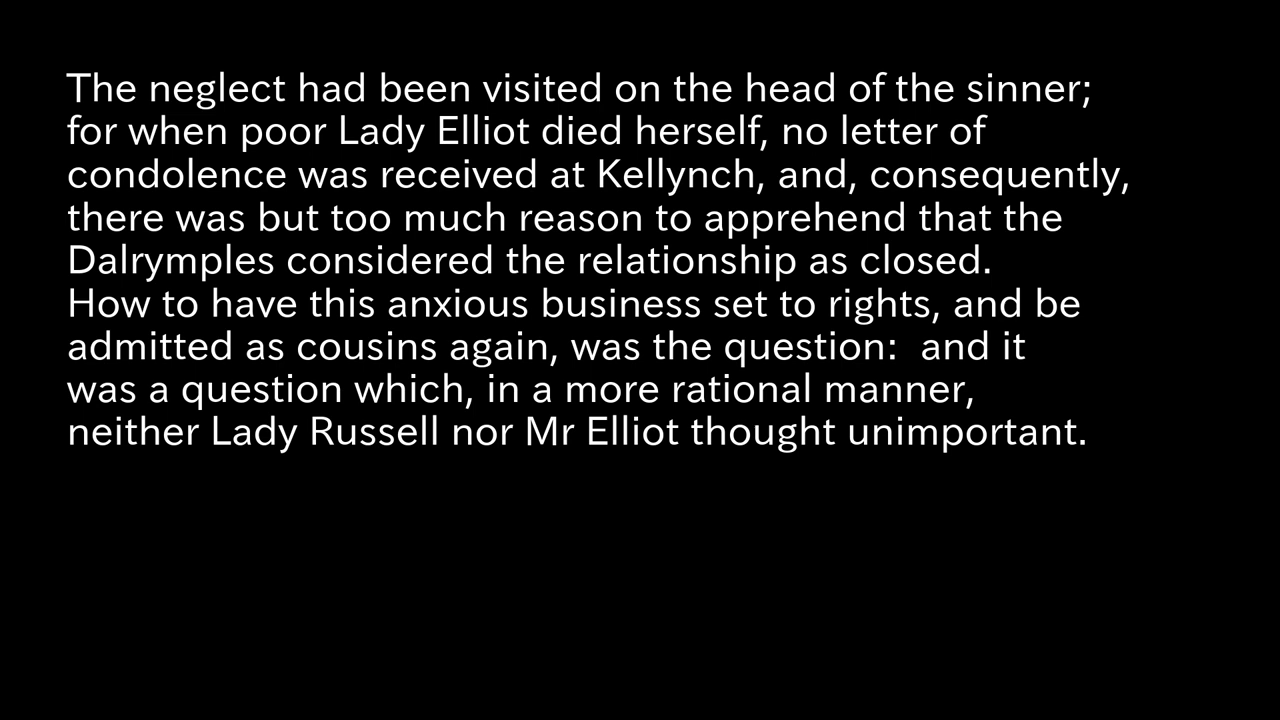 The neglect had been visited on the head of the sinner;
for when poor Lady Elliot died herself, no letter of
condolence was received at Kellynch, and, consequently,
there was but too much reason to apprehend that the
Dalrymples considered the relationship as closed.
How to have this anxious business set to rights, and be
admitted as cousins again, was the question:  and it
was a question which, in a more rational manner,
neither Lady Russell nor Mr Elliot thought unimportant.